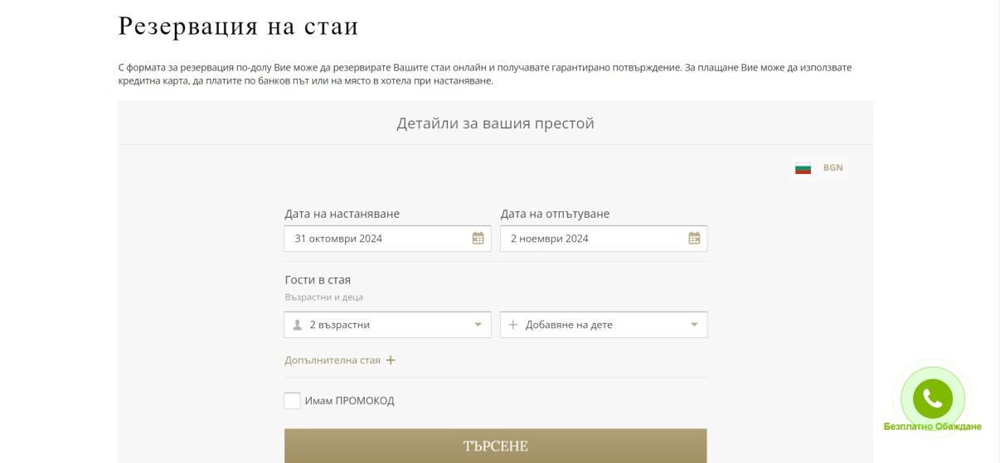 Резервация на стаи
С формата за резервация по-долу Вие може да резервирате Вашите стаи онлайн и получавате гарантирано потвърждение. За плащане Вие може да използвате
кредитна карта, да платите по банков път или на място в хотела при настаняване.
Детайли за вашия престой
BGN
Дата на настаняване Дата на отпътуване
31 октомври 2024 2 ноември 2024
Гости в стая
Възрастни и деца
2 възрастни Добавяне на дете
Допълнителна стая +
Имам ПРОМОКОД
Безплатно Обаждане
ТЪРСЕНЕ